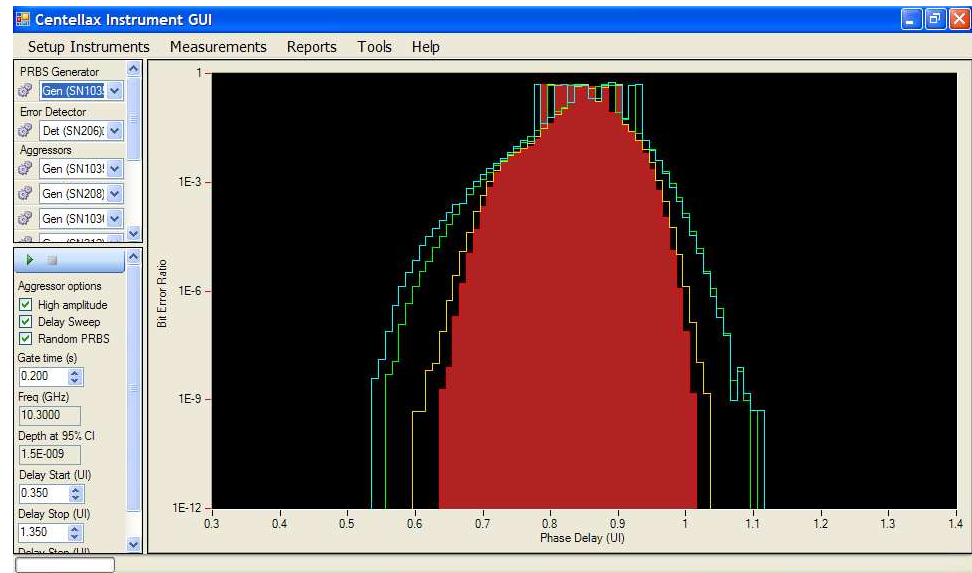 Centellax Instrument GUI
Setup Instruments Measurements Reports Tools Help
PRBS Generator
Gen (SN103
Error Detector
Det (SN206)
Aggressors
Gen (SN103
Gen (SN208)
Gen (SN103
Aggressor options
High amplitude
Delay Sweep
Random PRBS
Gate time (s)
0.200
Freq (GHz)
10.3000
Depth at 95% CI
1.5E-009
Delay Start (UI)
0.350
Delay Stop (UI)
1.350
Bit Error Ratio
1
1E-3
1E-6
1E-9
1E-12
0.3 0.4 0.5 0.6 0.7 0.8 0.9 1 1.1 1.2 1.3 1.4
Phase Delay (UI)